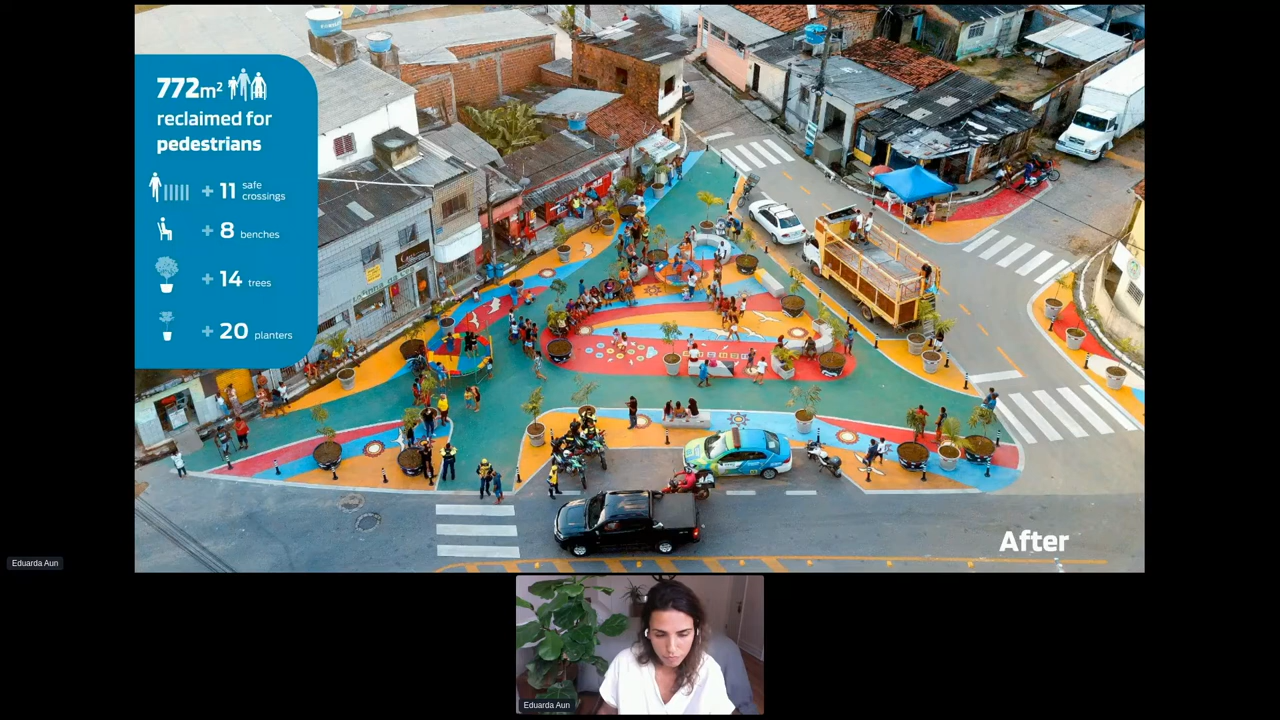 772m²
reclaimed for
pedestrians
+ 11 safe
crossings
+ 8 benches
+ 14 trees
+ 20 planters
After
Eduarda Aun
Eduarda Aun